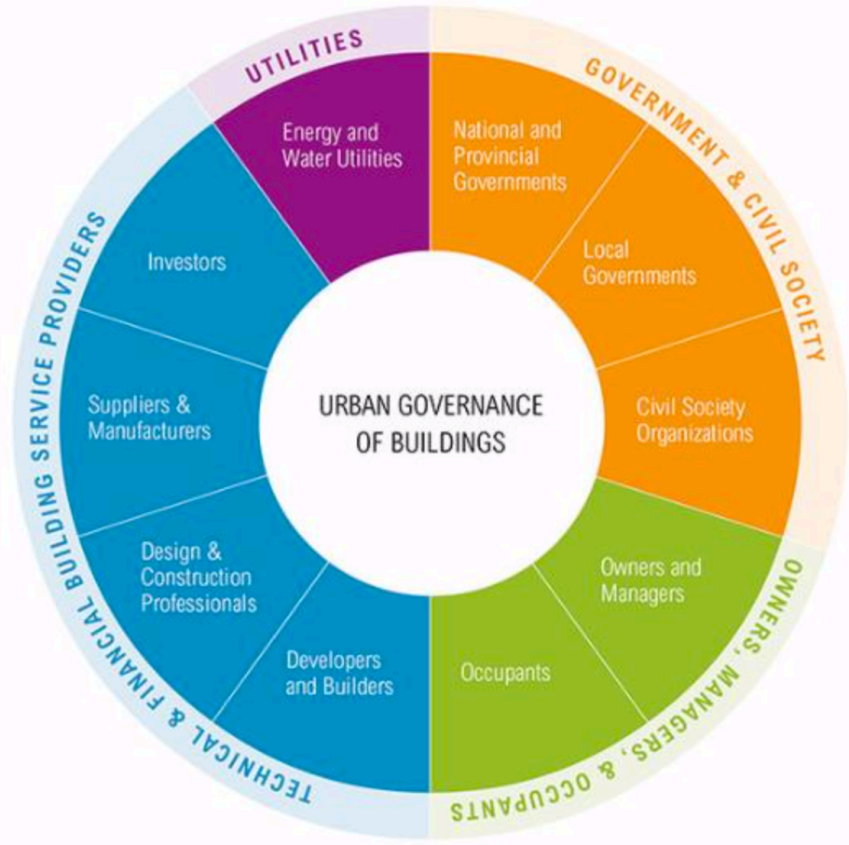 UTILITIES
GOVERNMENT & CIVIL SOCIETY
OWNERS, MANAGERS, & OCCUPANTS
TECHNICAL & FINANCIAL BUILDING SERVICE PROVIDERS
Energy and
Water Utilities
National and
Provincial
Governments
Local
Governments
Civil Society
Organizations
Owners and
Managers
Occupants
Developers
and Builders
Design &
Construction
Professionals
Suppliers &
Manufacturers
Investors
URBAN GOVERNANCE
OF BUILDINGS